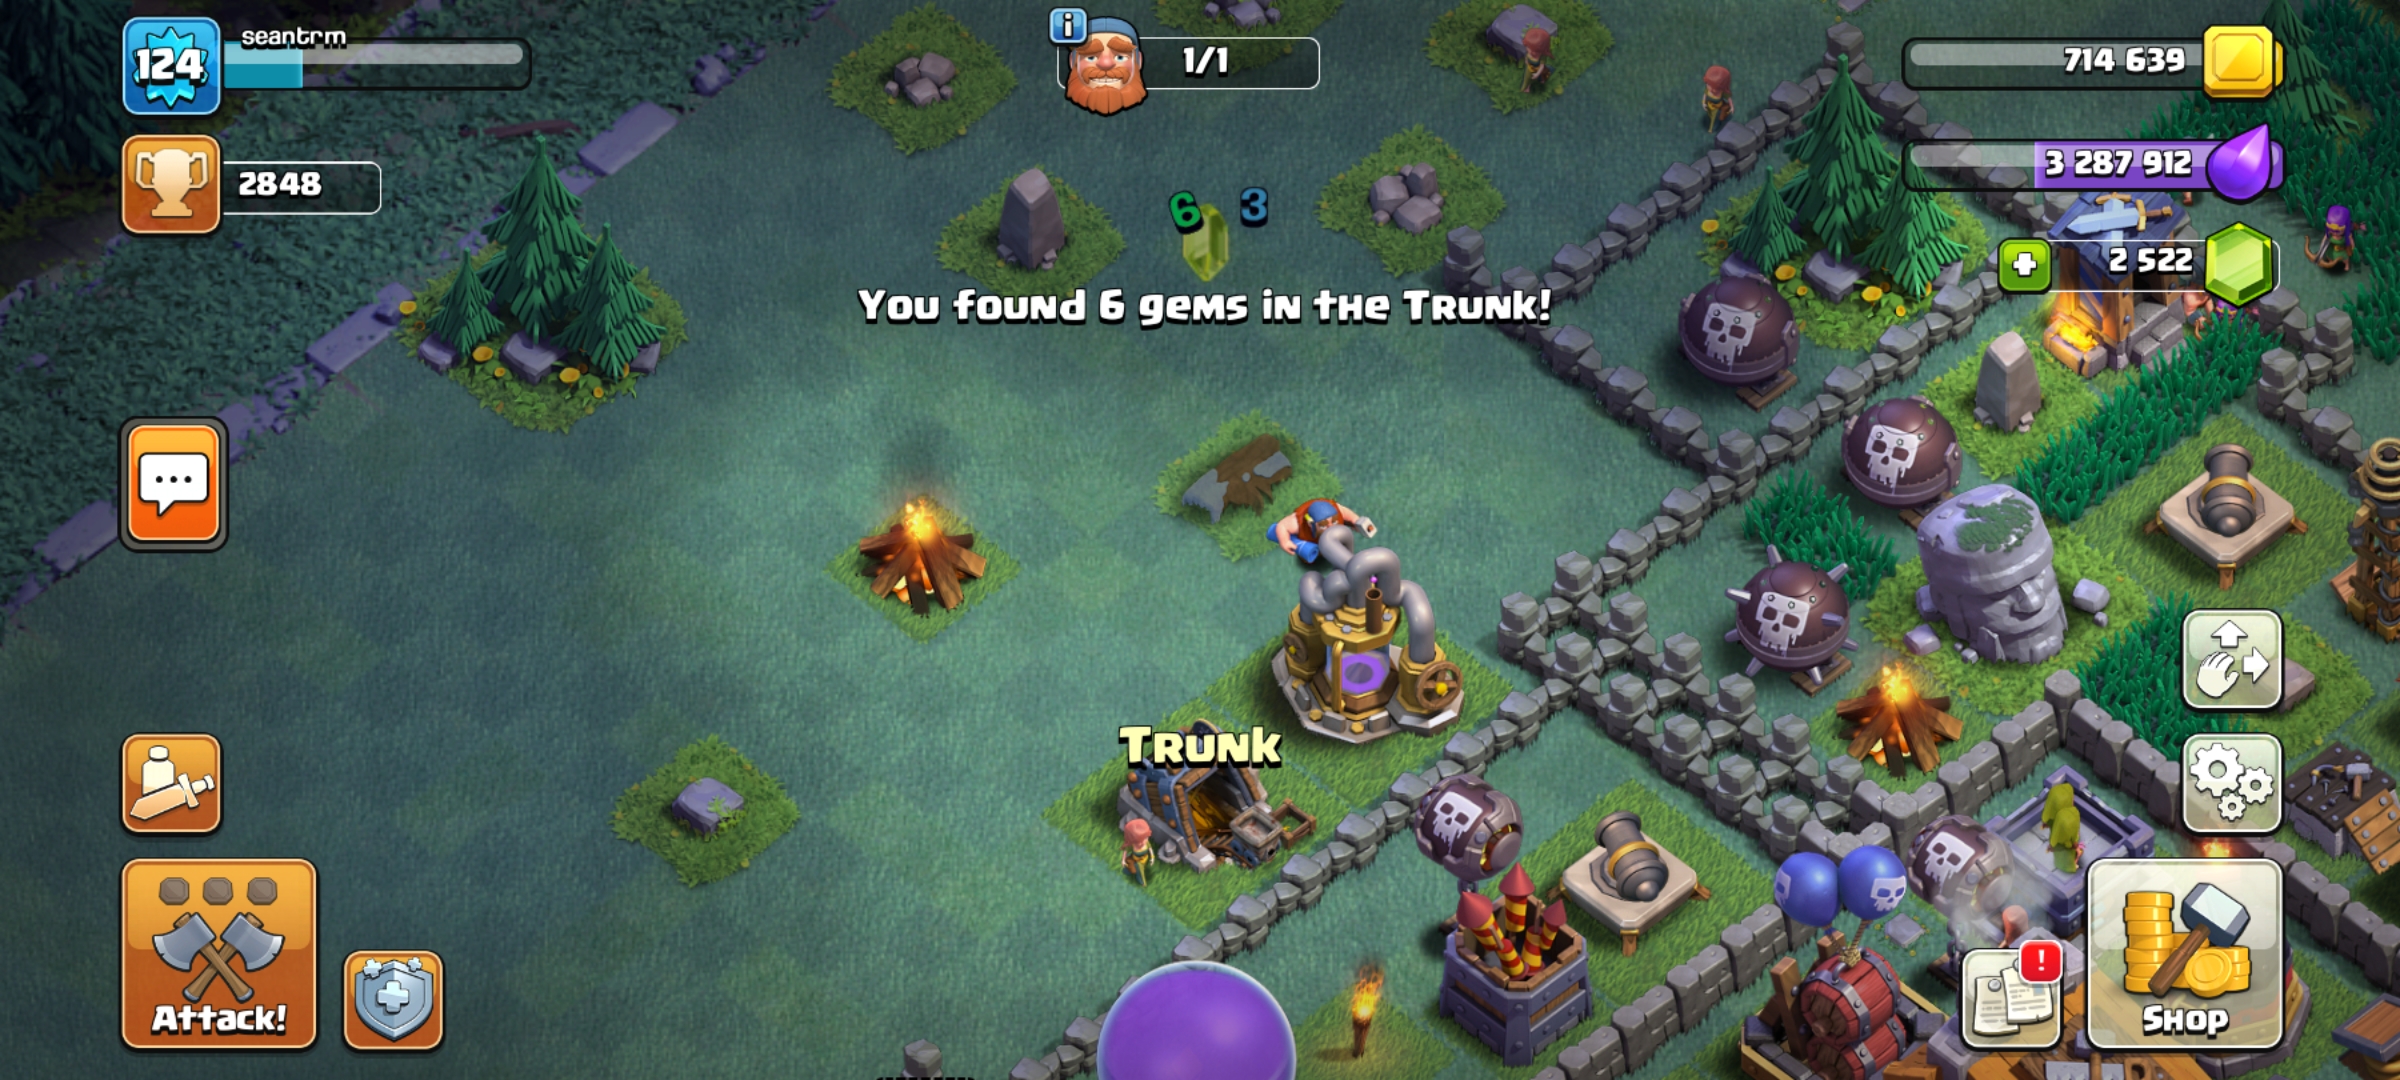 124
seantrm
1/1
714 639
2848
3 287 912
6
3
2 522
You found 6 gems in the Trunk!
Trunk
Attack!
!
Shop